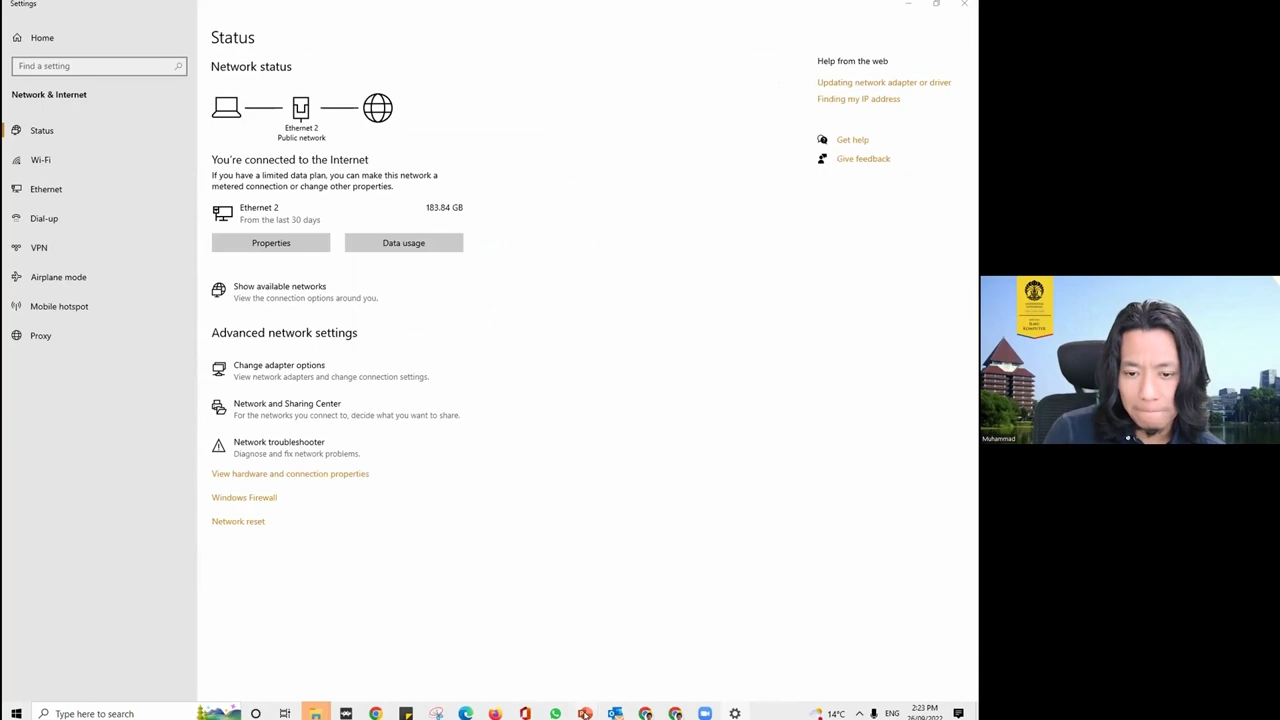 Settings
Home
Find a setting
Network & Internet
Status
Wi-Fi
Ethernet
Dial-up
VPN
Airplane mode
Mobile hotspot
Proxy
Status
Network status
Ethernet 2
Public network
You're connected to the Internet
If you have a limited data plan, you can make this network a
metered connection or change other properties.
Ethernet 2
From the last 30 days
183.84 GB
Properties
Data usage
Show available networks
View the connection options around you.
Advanced network settings
Change adapter options
View network adapters and change connection settings.
Network and Sharing Center
For the networks you connect to, decide what you want to share.
Network troubleshooter
Diagnose and fix network problems.
View hardware and connection properties
Windows Firewall
Network reset
Help from the web
Updating network adapter or driver
Finding my IP address
Get help
Give feedback
ILMU
KOMPUTER
Muhammad
Type here to search
14°C
ENG
2:23 PM
26/09/2022